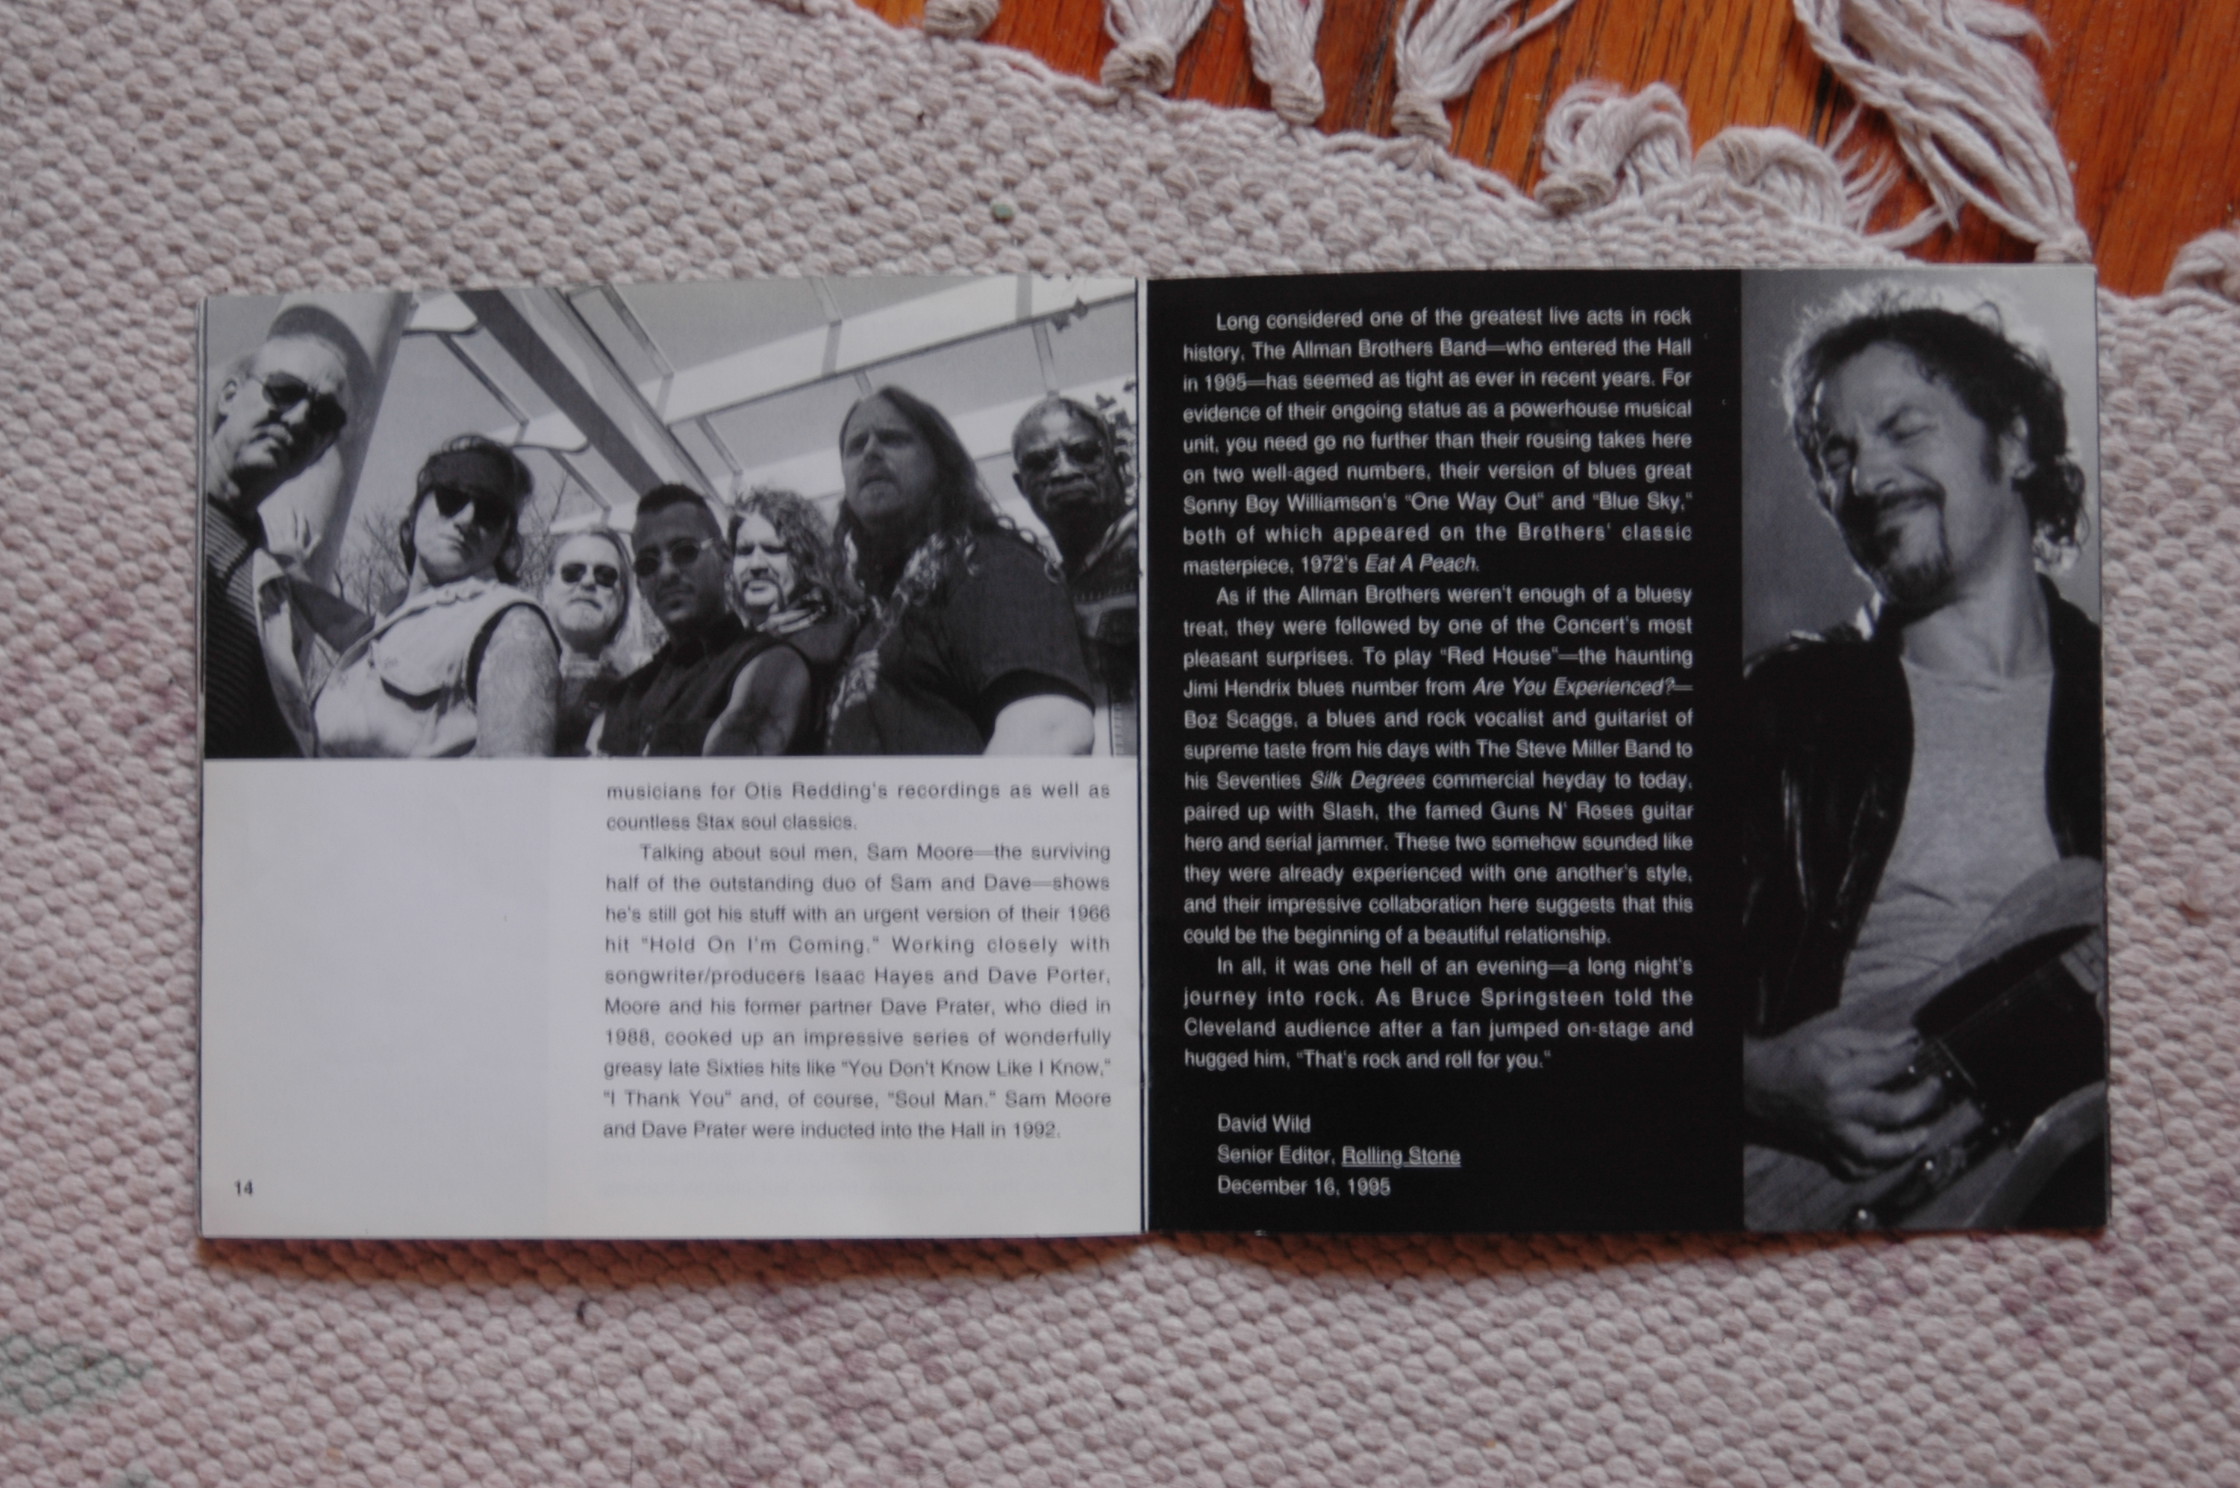 musicians for Otis Redding's recordings as well as
countless Stax soul classics.
Talking about soul men, Sam Moore—the surviving
half of the outstanding duo of Sam and Dave—shows
he's still got his stuff with an urgent version of their 1966
hit "Hold On I'm Coming." Working closely with
songwriter/producers Isaac Hayes and Dave Porter,
Moore and his former partner Dave Prater, who died in
1988, cooked up an impressive series of wonderfully
greasy late Sixties hits like "You Don't Know Like I Know,"
"I Thank You" and, of course, "Soul Man." Sam Moore
and Dave Prater were inducted into the Hall in 1992.
14
Long considered one of the greatest live acts in rock
history, The Allman Brothers Band—who entered the Hall
in 1995—has seemed as tight as ever in recent years. For
evidence of their ongoing status as a powerhouse musical
unit, you need go no further than their rousing takes here
on two well-aged numbers, their version of blues great
Sonny Boy Williamson's "One Way Out" and "Blue Sky,"
both of which appeared on the Brothers' classic
masterpiece, 1972's Eat A Peach.
As if the Allman Brothers weren't enough of a bluesy
treat, they were followed by one of the Concert's most
pleasant surprises. To play "Red House"—the haunting
Jimi Hendrix blues number from Are You Experienced?—
Boz Scaggs, a blues and rock vocalist and guitarist of
supreme taste from his days with The Steve Miller Band to
his Seventies Silk Degrees commercial heyday to today,
paired up with Slash, the famed Guns N' Roses guitar
hero and serial jammer. These two somehow sounded like
they were already experienced with one another's style,
and their impressive collaboration here suggests that this
could be the beginning of a beautiful relationship.
In all, it was one hell of an evening—a long night's
journey into rock. As Bruce Springsteen told the
Cleveland audience after a fan jumped on-stage and
hugged him, "That's rock and roll for you."
David Wild
Senior Editor, Rolling Stone
December 16, 1995